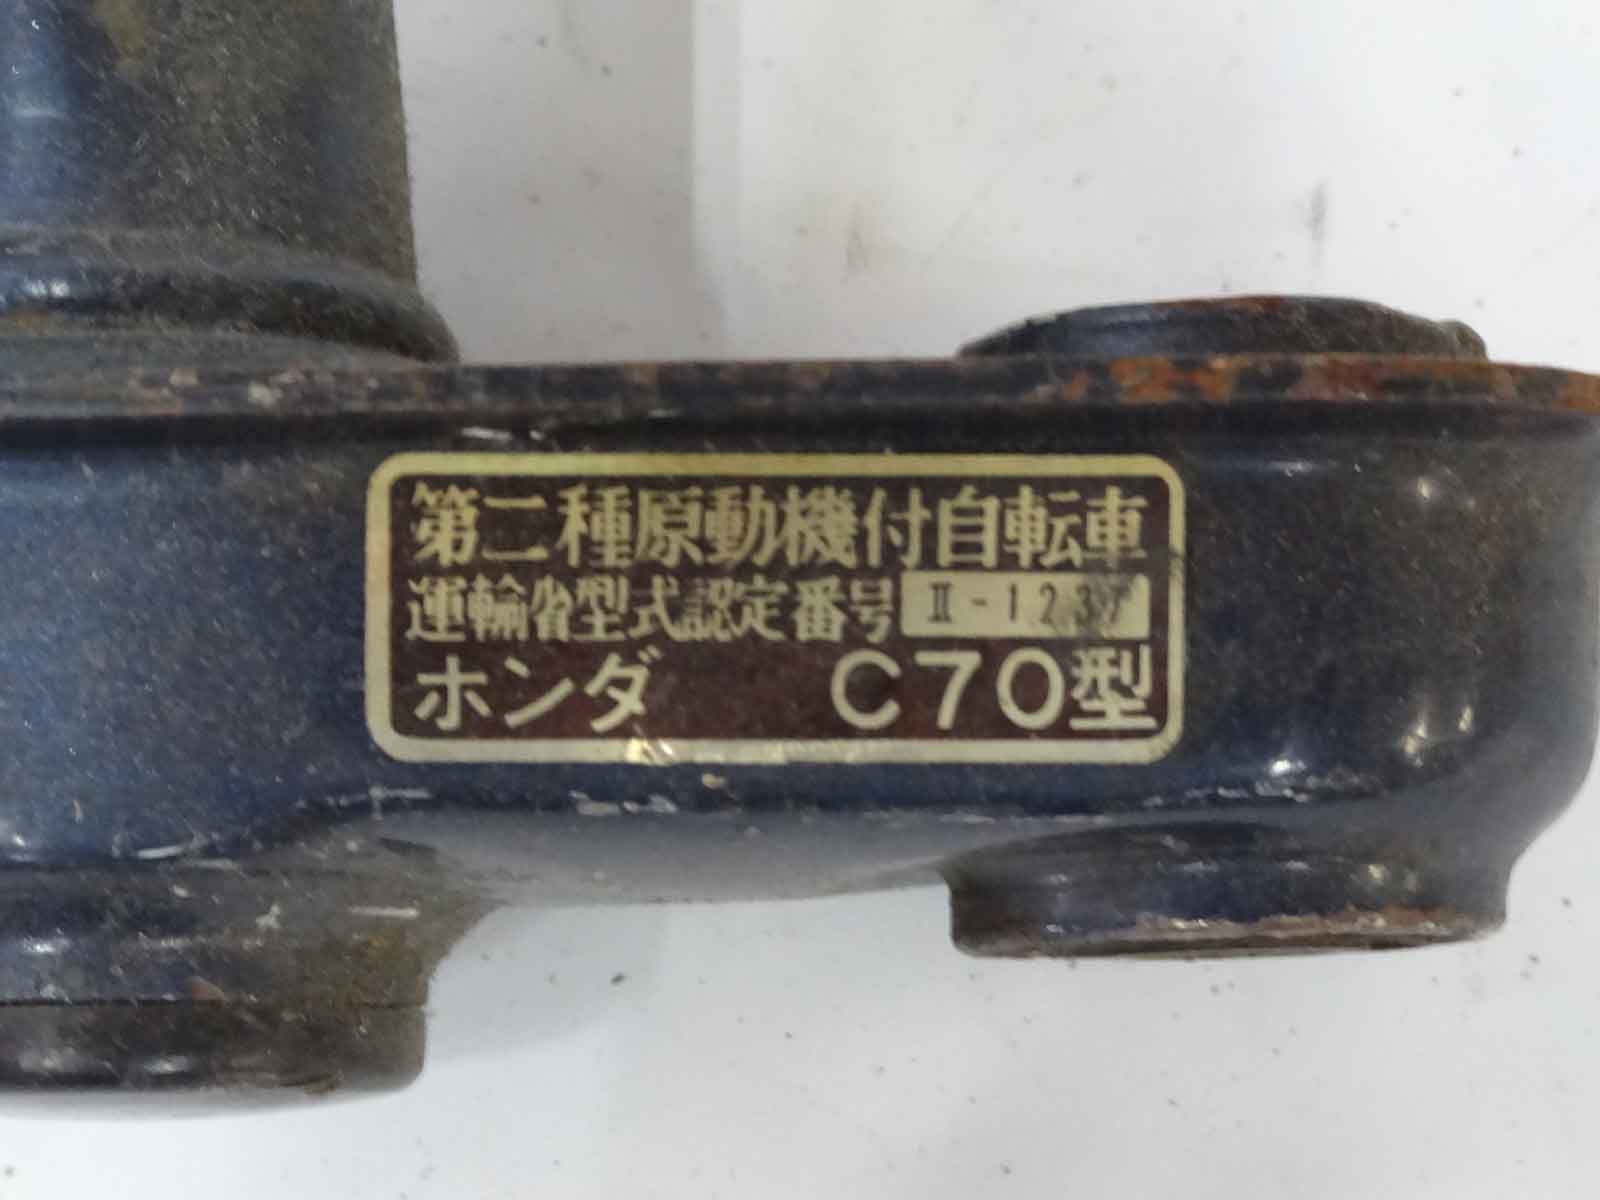 第二種原動機付自転車
運輸省型式認定番号 Ⅱ-1237
ホンダ C70型